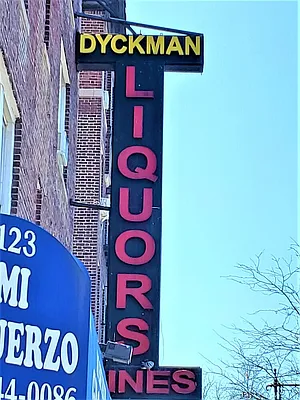 DYCKMAN
LIQUORS
INES
123
MI
UERZO
44-0086